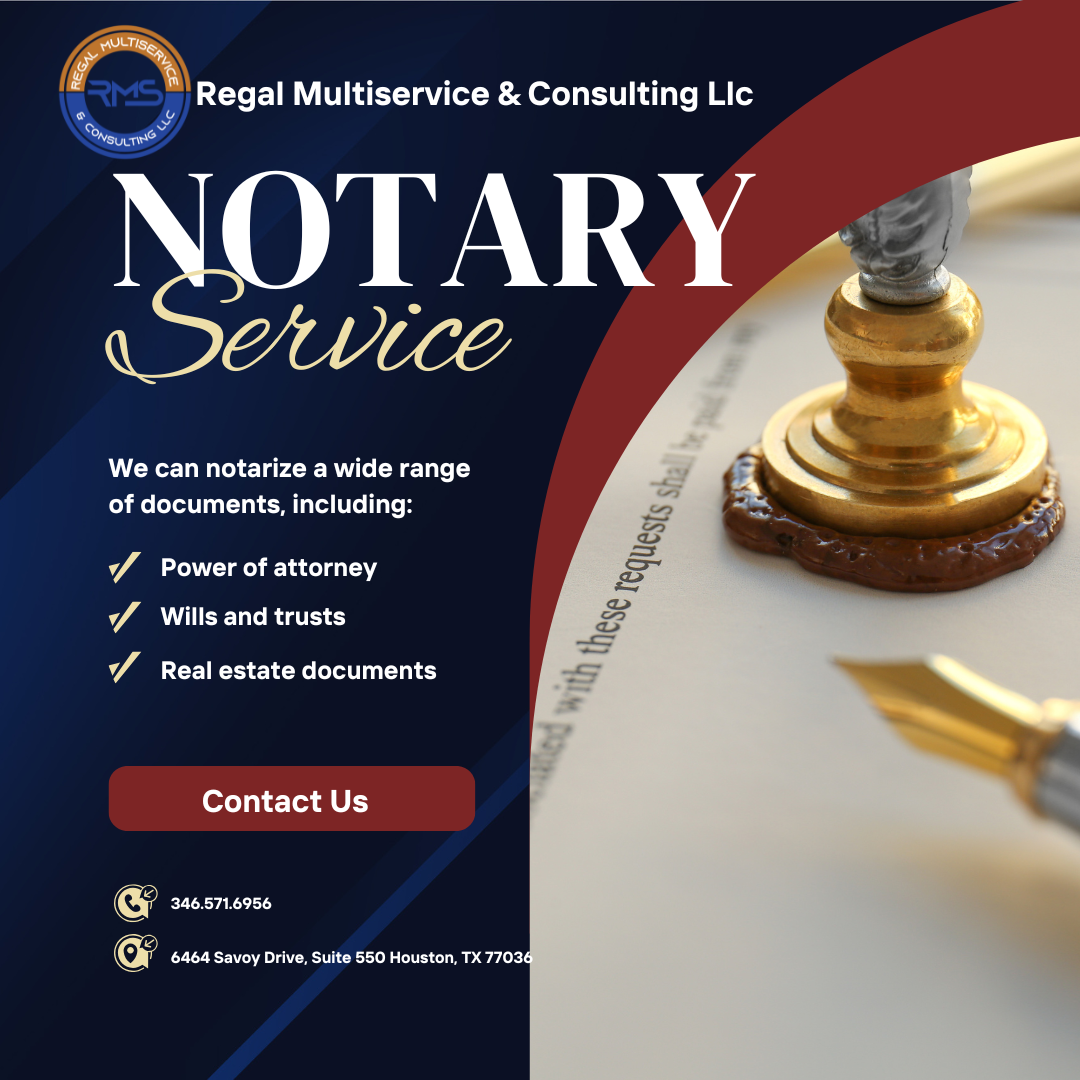 REGAL MULTISERVICE
RMS
& CONSULTING LLC
Regal Multiservice & Consulting Llc
NOTARY
Service
We can notarize a wide range
of documents, including:
Power of attorney
Wills and trusts
Real estate documents
Contact Us
346.571.6956
6464 Savoy Drive, Suite 550 Houston, TX 77036
with these requests shall be paid from